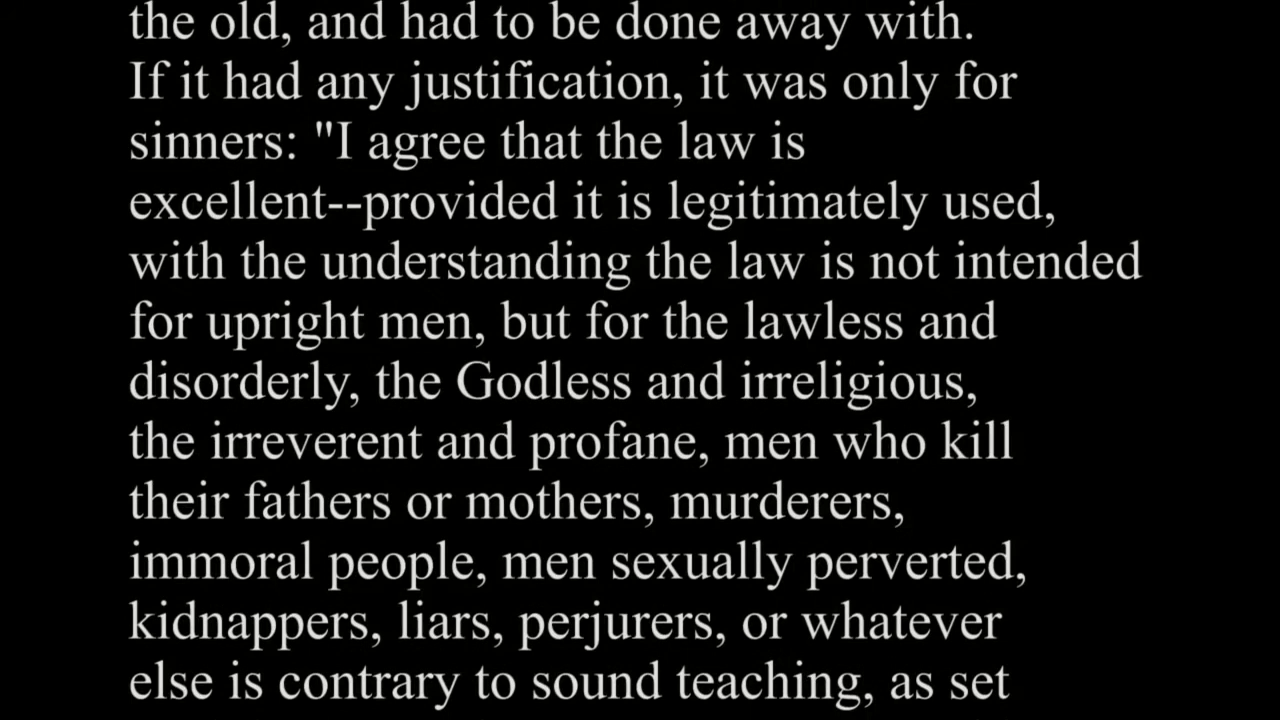 the old, and had to be done away with.
If it had any justification, it was only for
sinners: "I agree that the law is
excellent--provided it is legitimately used,
with the understanding the law is not intended
for upright men, but for the lawless and
disorderly, the Godless and irreligious,
the irreverent and profane, men who kill
their fathers or mothers, murderers,
immoral people, men sexually perverted,
kidnappers, liars, perjurers, or whatever
else is contrary to sound teaching, as set